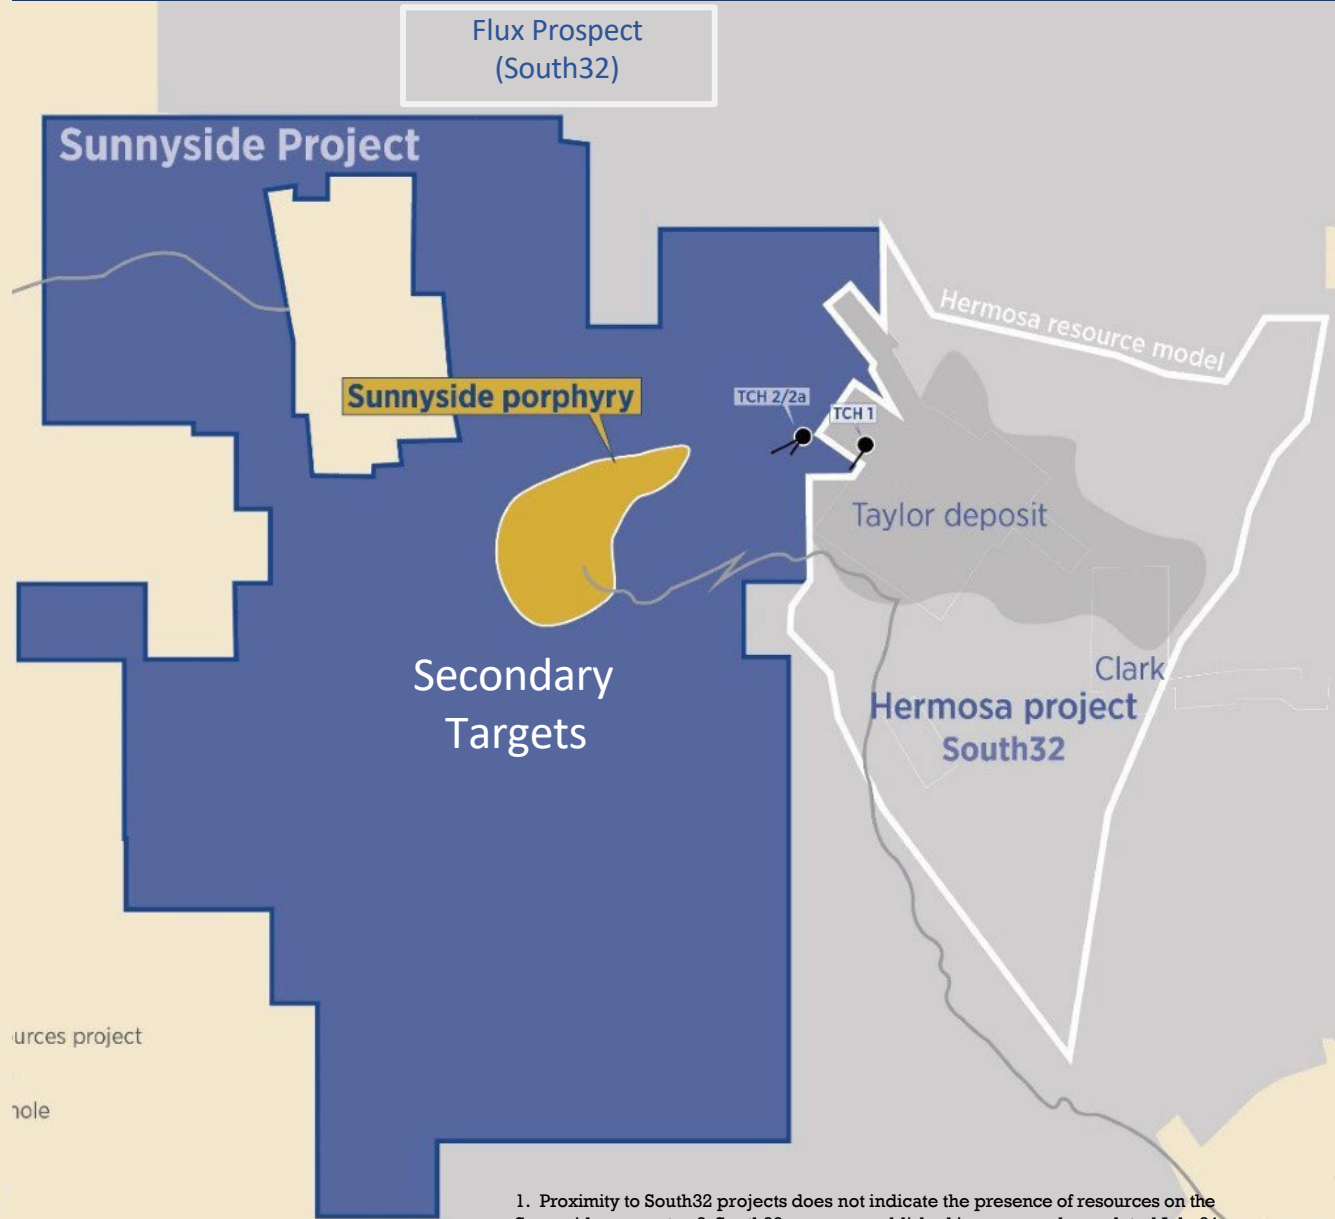 Flux Prospect
(South32)
Sunnyside Project
Hermosa resource model
Sunnyside porphyry
TCH 2/2a
TCH 1
Taylor deposit
Secondary
Targets
Clark
Hermosa project
South32
urces project
hole
1. Proximity to South32 projects does not indicate the presence of resources on the